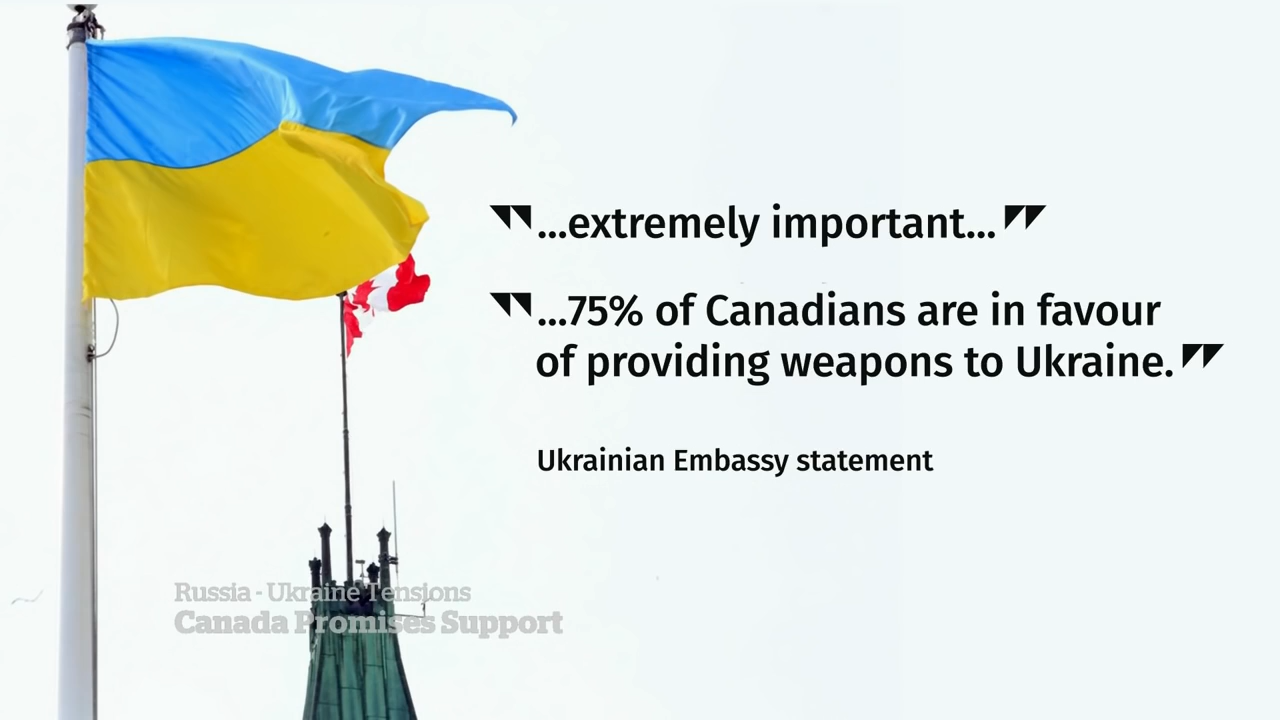 "...extremely important..."
"...75% of Canadians are in favour
of providing weapons to Ukraine."
Ukrainian Embassy statement
Russia - Ukraine Tensions
Canada Promises Support